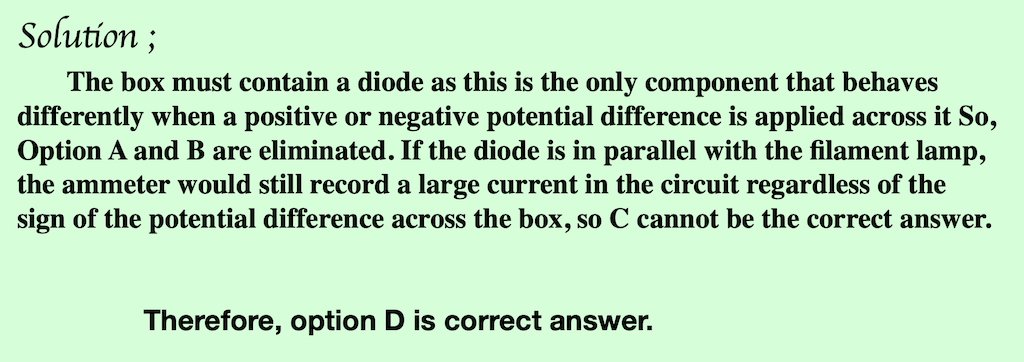 Solution ;
The box must contain a diode as this is the only component that behaves
differently when a positive or negative potential difference is applied across it So,
Option A and B are eliminated. If the diode is in parallel with the filament lamp,
the ammeter would still record a large current in the circuit regardless of the
sign of the potential difference across the box, so C cannot be the correct answer.
Therefore, option D is correct answer.